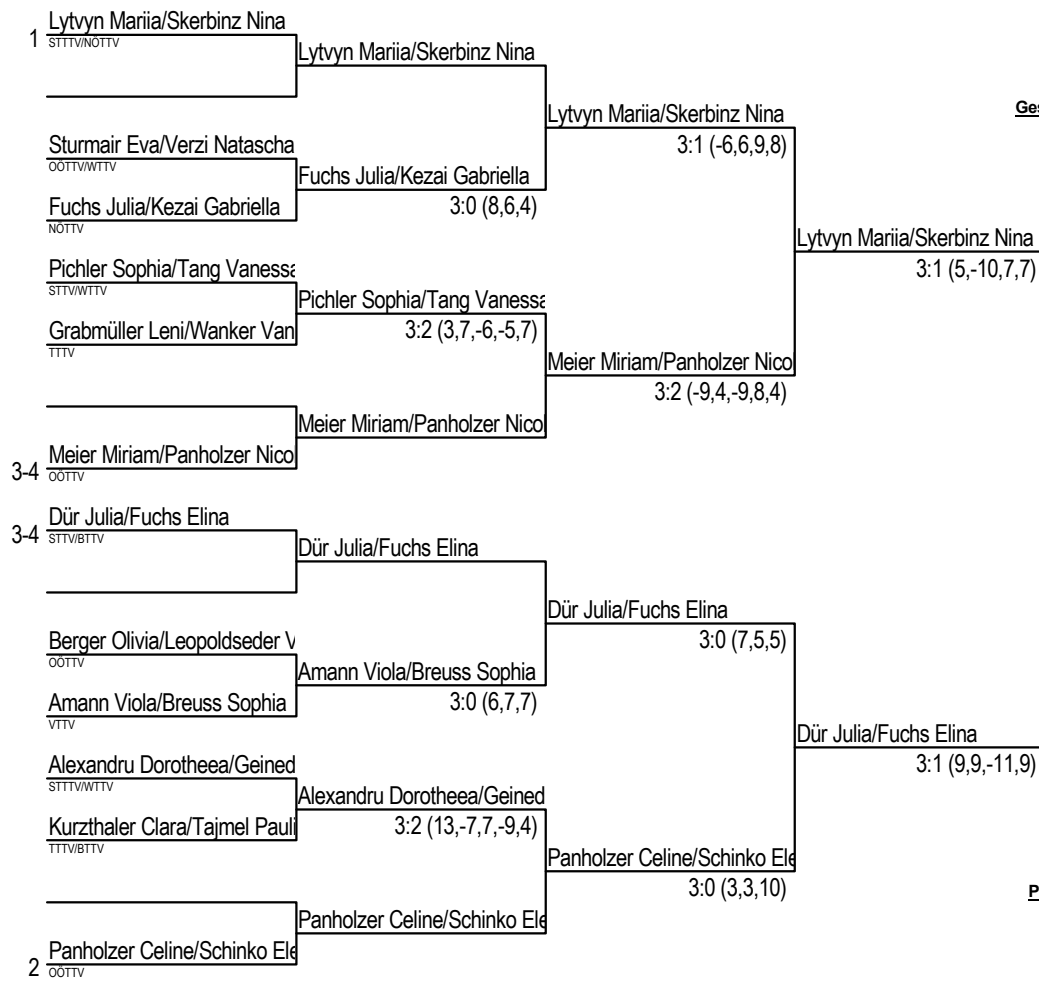 Lytvyn Mariia/Skerbinz Nina
1
STTTV/NÖTTV
Lytvyn Mariia/Skerbinz Nina
Ges
Lytvyn Mariia/Skerbinz Nina
3:1 (-6,6,9,8)
Sturmair Eva/Verzi Natascha
OÖTTV/WTTV
Fuchs Julia/Kezai Gabriella
3:0 (8,6,4)
Fuchs Julia/Kezai Gabriella
NÖTTV
Lytvyn Mariia/Skerbinz Nina
3:1 (5,-10,7,7)
Pichler Sophia/Tang Vanessa
STTV/WTTV
Pichler Sophia/Tang Vanessa
3:2 (3,7,-6,-5,7)
Grabmüller Leni/Wanker Van
TTTV
Meier Miriam/Panholzer Nico
3:2 (-9,4,-9,8,4)
Meier Miriam/Panholzer Nico
Meier Miriam/Panholzer Nico
3-4
OÖTTV
Dür Julia/Fuchs Elina
3-4
STTV/BTTV
Dür Julia/Fuchs Elina
Dür Julia/Fuchs Elina
3:0 (7,5,5)
Berger Olivia/Leopoldseder V
OÖTTV
Amann Viola/Breuss Sophia
3:0 (6,7,7)
Amann Viola/Breuss Sophia
VTTV
Dür Julia/Fuchs Elina
3:1 (9,9,-11,9)
Alexandru Dorotheea/Geined
STTTV/WTTV
Alexandru Dorotheea/Geined
3:2 (13,-7,7,-9,4)
Kurzthaler Clara/Tajmel Pauli
TTTV/BTTV
Panholzer Celine/Schinko Ele
3:0 (3,3,10)
P
Panholzer Celine/Schinko Ele
Panholzer Celine/Schinko Ele
2
OÖTTV